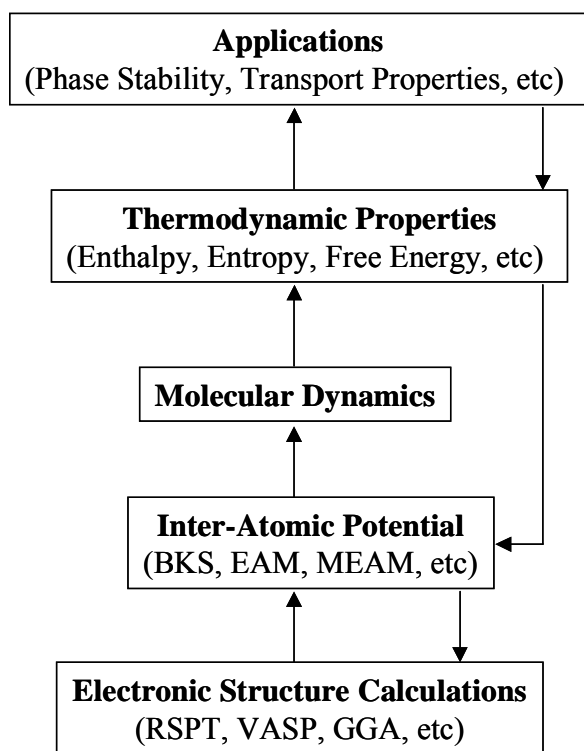 Applications
(Phase Stability, Transport Properties, etc)
Thermodynamic Properties
(Enthalpy, Entropy, Free Energy, etc)
Molecular Dynamics
Inter-Atomic Potential
(BKS, EAM, MEAM, etc)
Electronic Structure Calculations
(RSPT, VASP, GGA, etc)